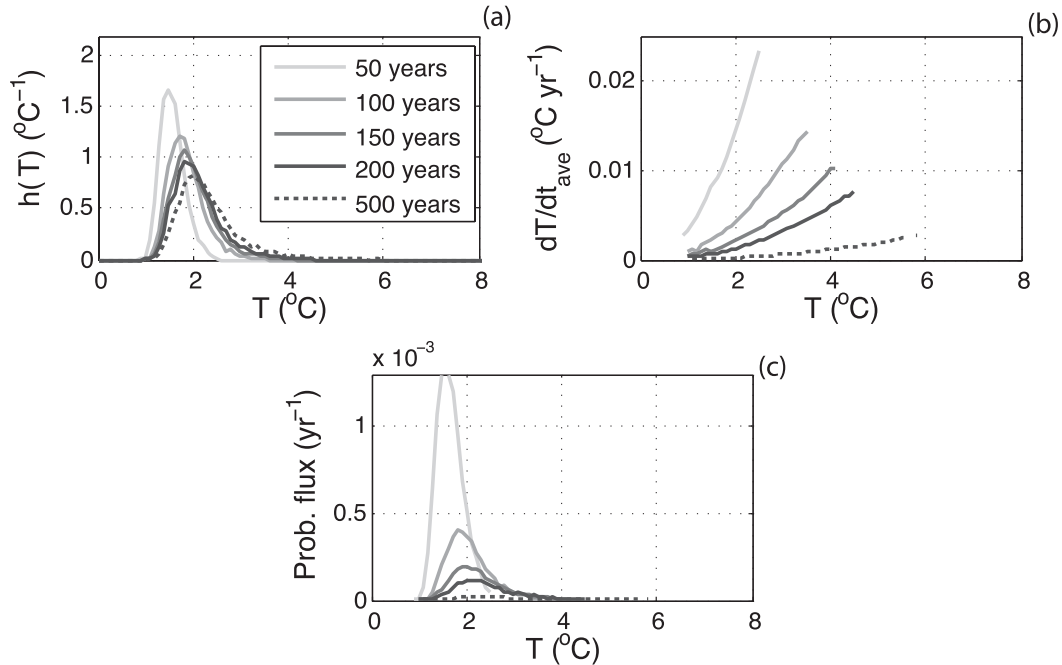 (a)
h(T) (°C⁻¹)
2
1.5
1
0.5
0
50 years
100 years
150 years
200 years
500 years
0 2 4 6 8
T (°C)
(b)
dT/dt_ave (°C yr⁻¹)
0.02
0.01
0
0 2 4 6 8
T (°C)
(c)
x 10⁻³
Prob. flux (yr⁻¹)
1
0.5
0
0 2 4 6 8
T (°C)